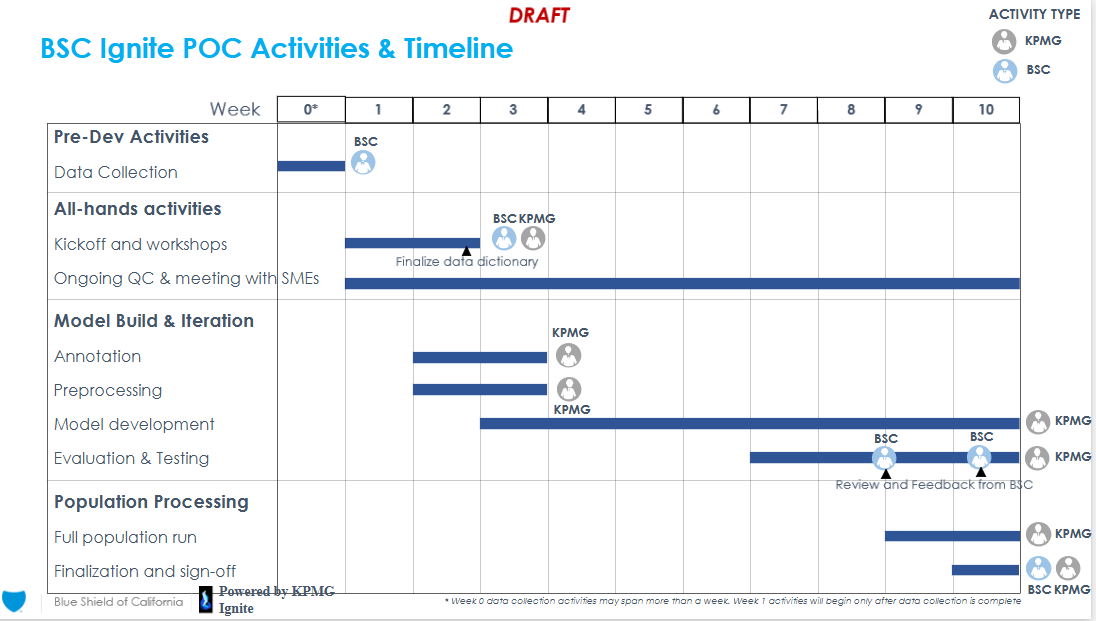 DRAFT
ACTIVITY TYPE
BSC Ignite POC Activities & Timeline
KPMG
BSC
Week 0* 1 2 3 4 5 6 7 8 9 10
Pre-Dev Activities
BSC
Data Collection
All-hands activities
BSC KPMG
Kickoff and workshops
Finalize data dictionary
Ongoing QC & meeting with SMEs
Model Build & Iteration
KPMG
Annotation
Preprocessing
KPMG
Model development
KPMG
BSC BSC
Evaluation & Testing
KPMG
Review and Feedback from BSC
Population Processing
Full population run
KPMG
Finalization and sign-off
BSC KPMG
Blue Shield of California
Powered by KPMG
Ignite
* Week 0 data collection activities may span more than a week. Week 1 activities will begin only after data collection is complete